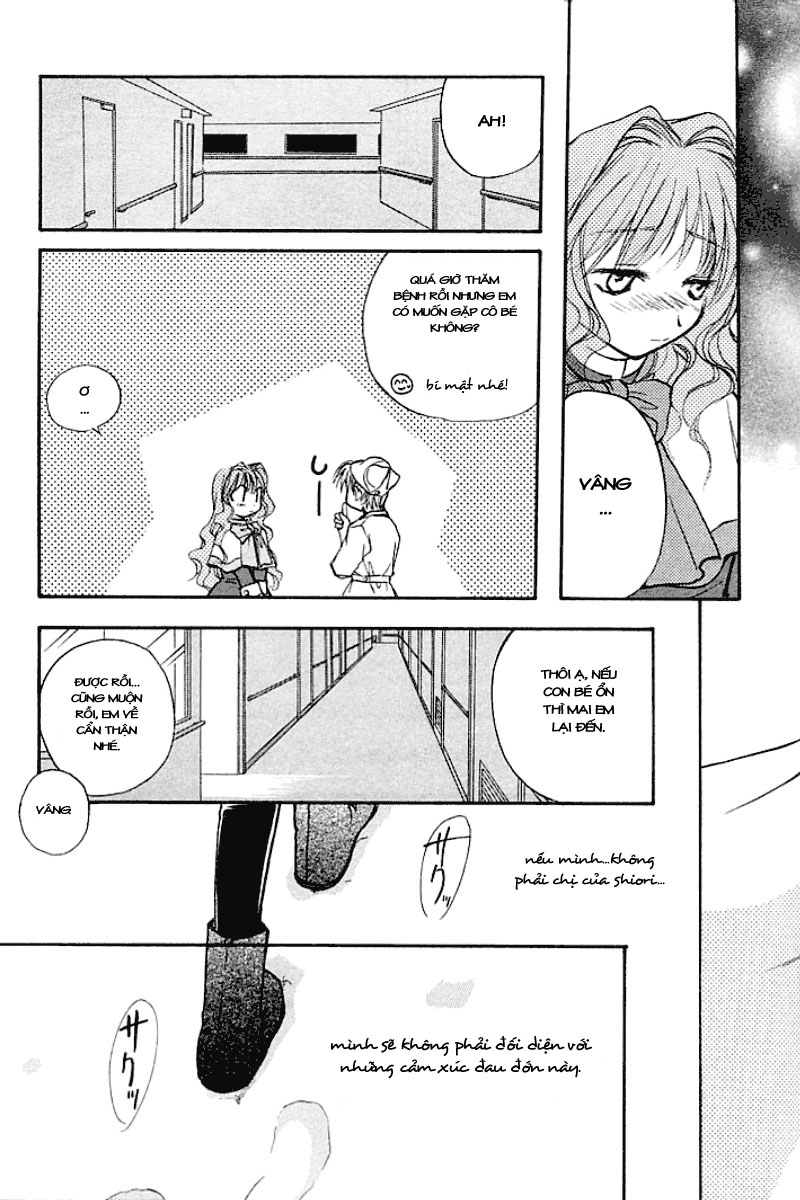 VÂNG
...
AH!
QUÁ GIỜ THĂM
BỆNH RỒI NHƯNG EM
CÓ MUỐN GẶP CÔ BÉ
KHÔNG?
bí mật nhé!
Ơ
...
THÔI Ạ, NẾU
CON BÉ ỔN
THÌ MAI EM
LẠI ĐẾN.
ĐƯỢC RỒI...
CŨNG MUỘN
RỒI, EM VỀ
CẨN THẬN
NHÉ.
VÂNG
サクッ
nếu mình...không
phải chị của shiori...
サクッ
mình sẽ không phải đối diện với
những cảm xúc đau đớn này.